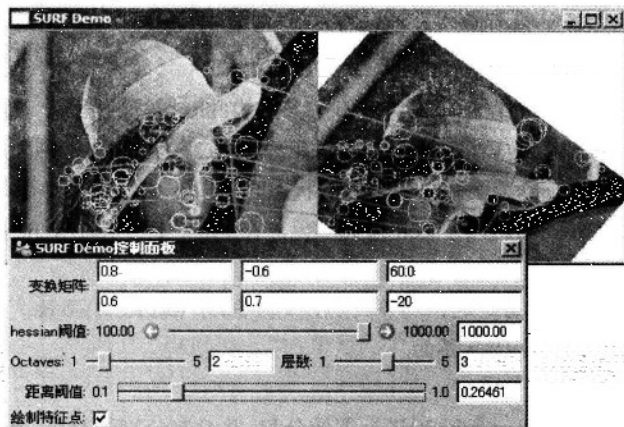 SURF Demo
SURF Demo控制面板
变换矩阵: 0.8 -0.6 60.0
0.6 0.7 -20
hessian阈值: 100.00 1000.00 1000.00
Octaves: 1 5 2 层数: 1 5 3
距离阈值: 0.1 1.0 0.26461
绘制特征点: